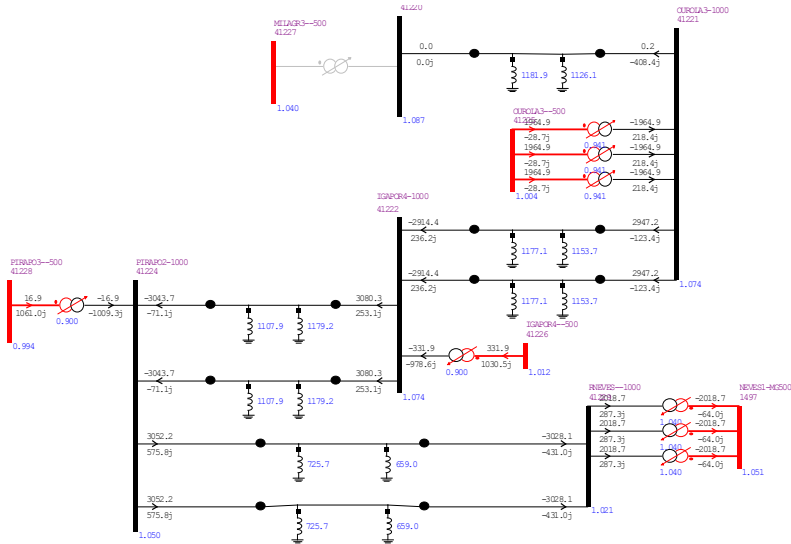 41220
MILAGR3--500
41227
1.040
1.087
0.0
0.0j
1181.9
1126.1
0.2
-408.4j
OUROLA3-1000
41221
OUROLA3--500
1964.9
-28.7j
0.941
-1964.9
218.4j
1964.9
-28.7j
0.941
-1964.9
218.4j
1964.9
-28.7j
0.941
-1964.9
218.4j
1.004
IGAPOR4-1000
41222
-2914.4
236.2j
1177.1
1153.7
2947.2
-123.4j
-2914.4
236.2j
1177.1
1153.7
2947.2
-123.4j
1.074
PIRAPO3--500
41228
16.9
1061.0j
0.900
-16.9
-1009.3j
0.994
PIRAPO2-1000
41224
-3043.7
-71.1j
1107.9
1179.2
3080.3
253.1j
-331.9
-978.6j
0.900
331.9
1030.5j
IGAPOR4--500
41226
1.012
-3043.7
-71.1j
1107.9
1179.2
3080.3
253.1j
1.074
3052.2
575.8j
725.7
659.0
-3028.1
-431.0j
3052.2
575.8j
725.7
659.0
-3028.1
-431.0j
1.050
1.021
RNEVES--1000
2018.7
287.3j
1.040
-2018.7
-64.0j
2018.7
287.3j
1.040
-2018.7
-64.0j
2018.7
287.3j
1.040
-2018.7
-64.0j
NEVES1-MG500
1497
1.051